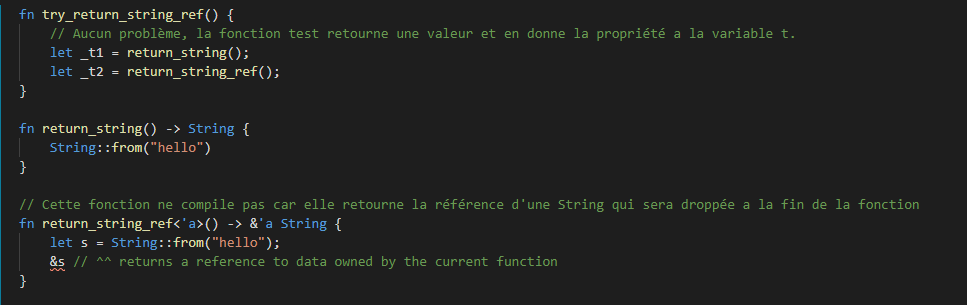 fn try_return_string_ref() {
    // Aucun problème, la fonction test retourne une valeur et en donne la propriété a la variable t.
    let _t1 = return_string();
    let _t2 = return_string_ref();
}

fn return_string() -> String {
    String::from("hello")
}

// Cette fonction ne compile pas car elle retourne la référence d'une String qui sera droppée a la fin de la fonction
fn return_string_ref<'a>() -> &'a String {
    let s = String::from("hello");
    &s // ^^ returns a reference to data owned by the current function
}